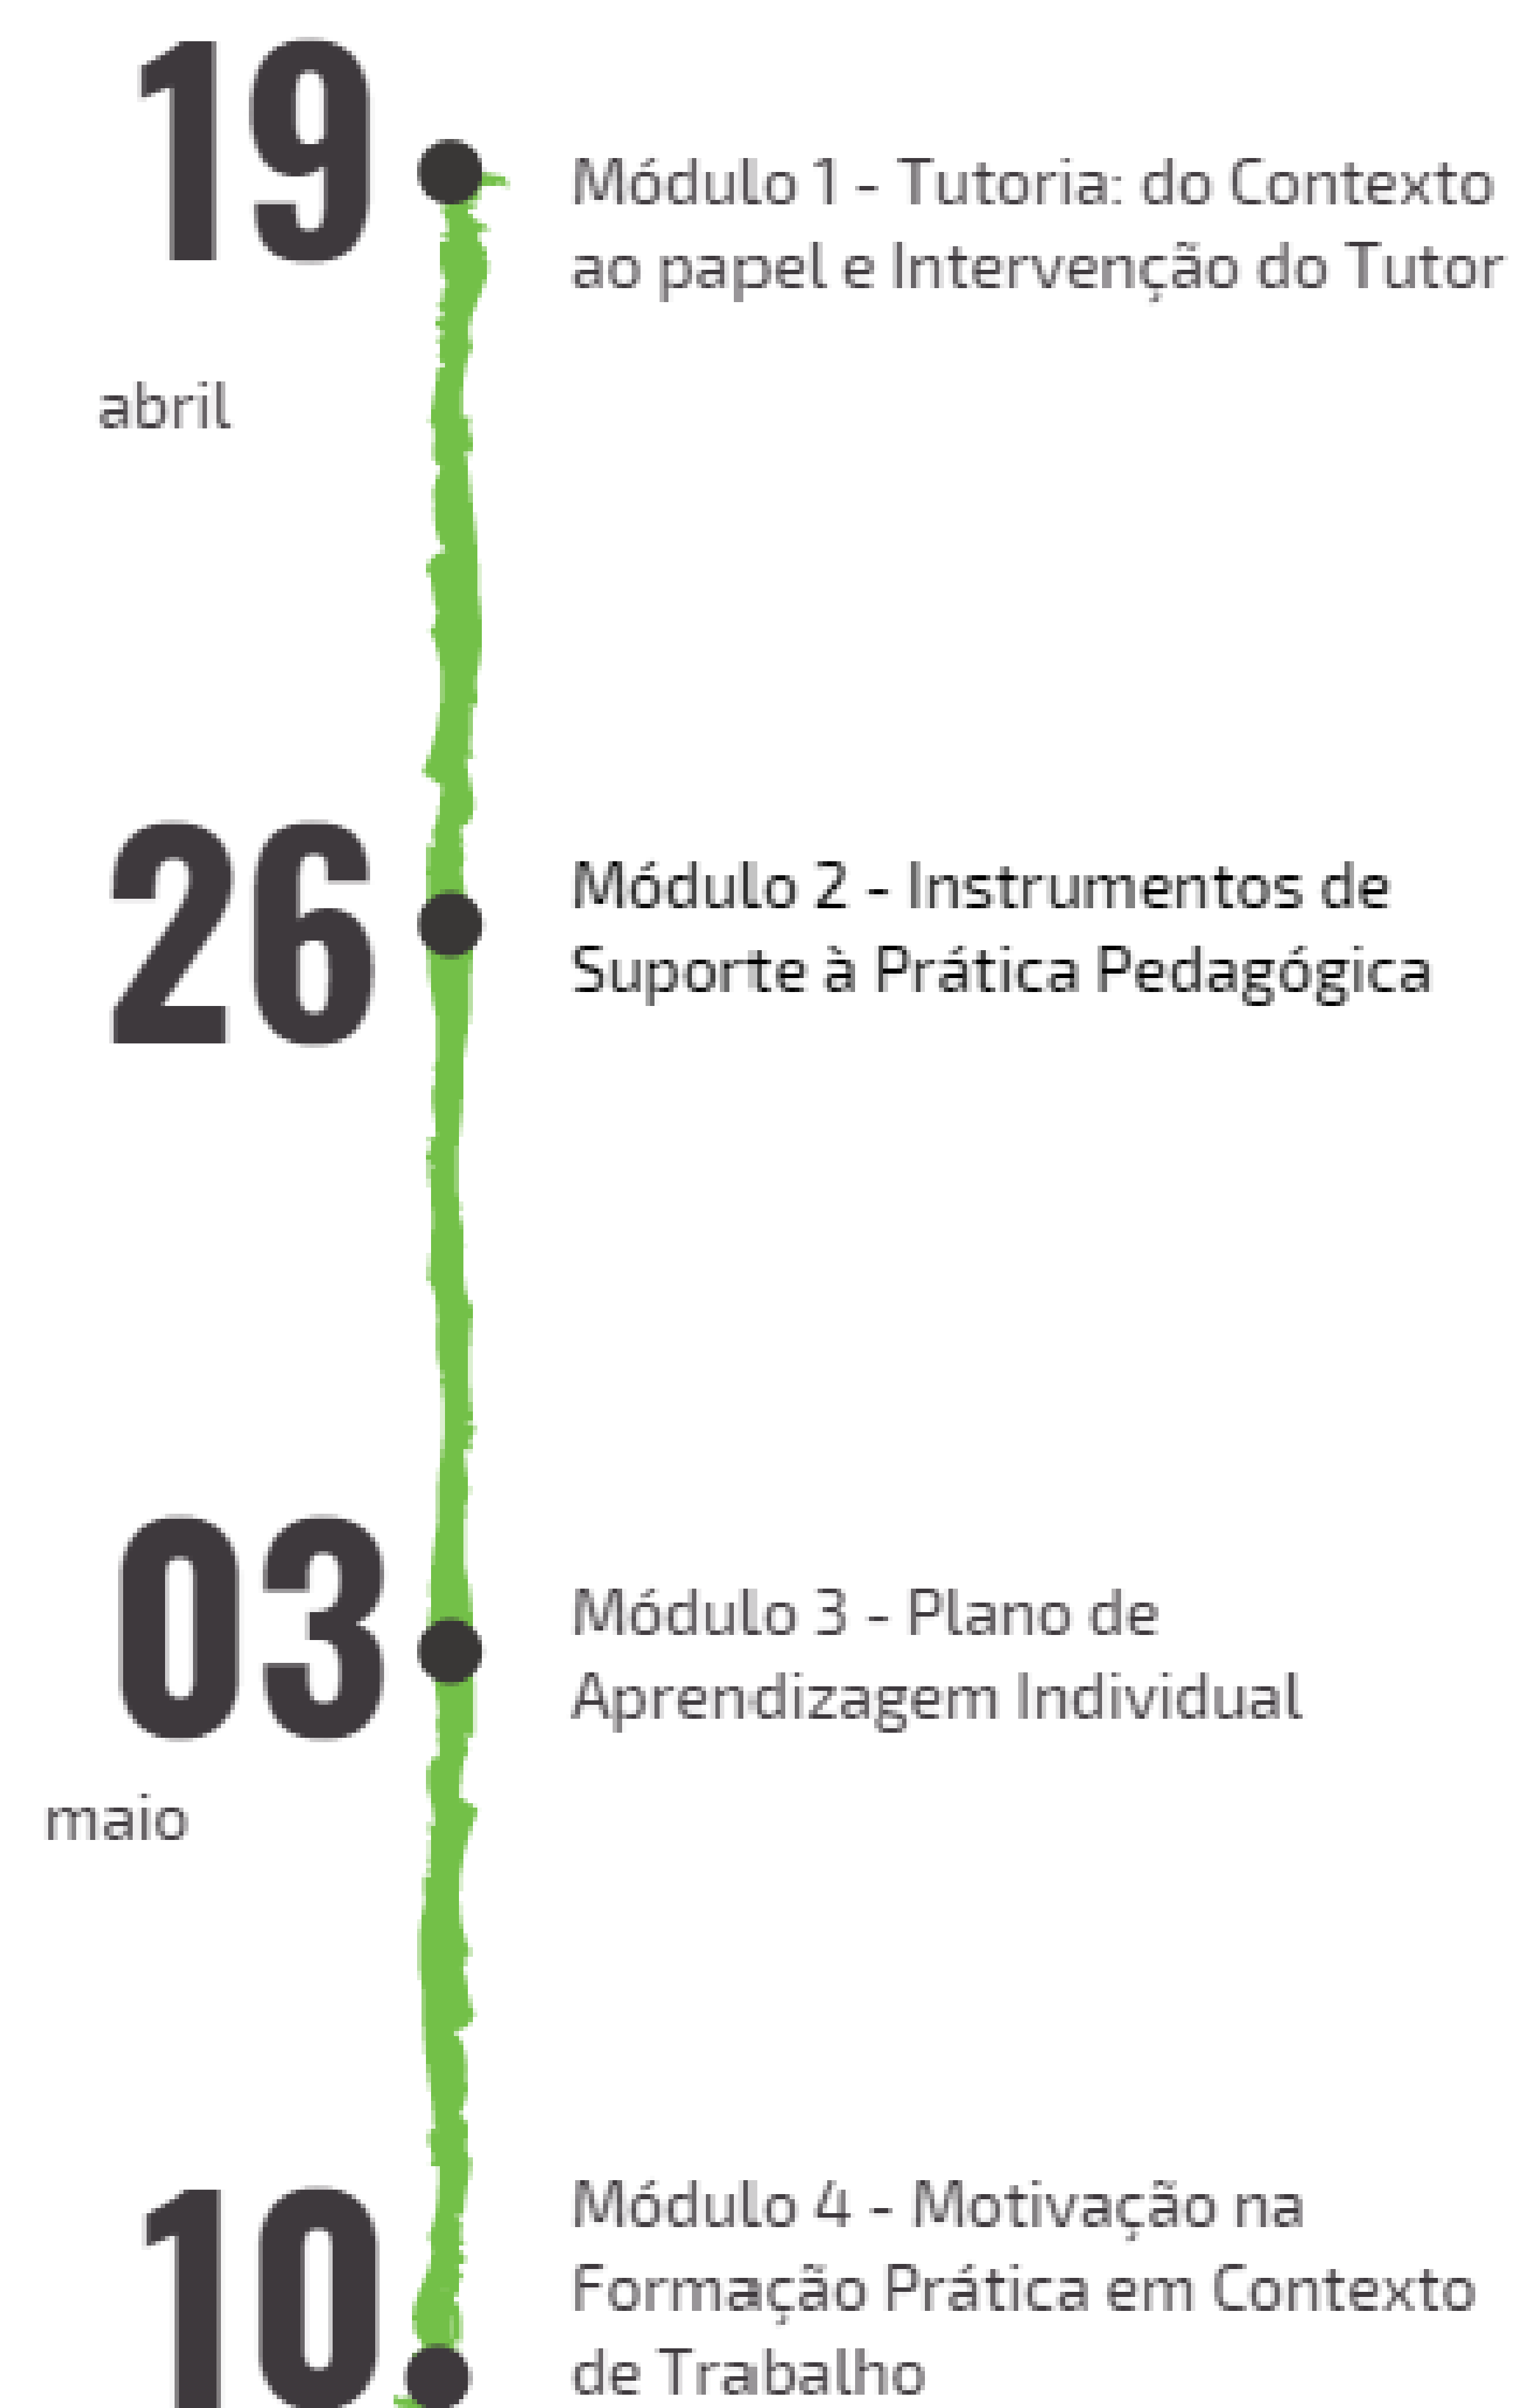 19
Módulo 1 - Tutoria: do Contexto
ao papel e Intervenção do Tutor
abril
26
Módulo 2 - Instrumentos de
Suporte à Prática Pedagógica
03
Módulo 3 - Plano de
Aprendizagem Individual
maio
10
Módulo 4 - Motivação na
Formação Prática em Contexto
de Trabalho